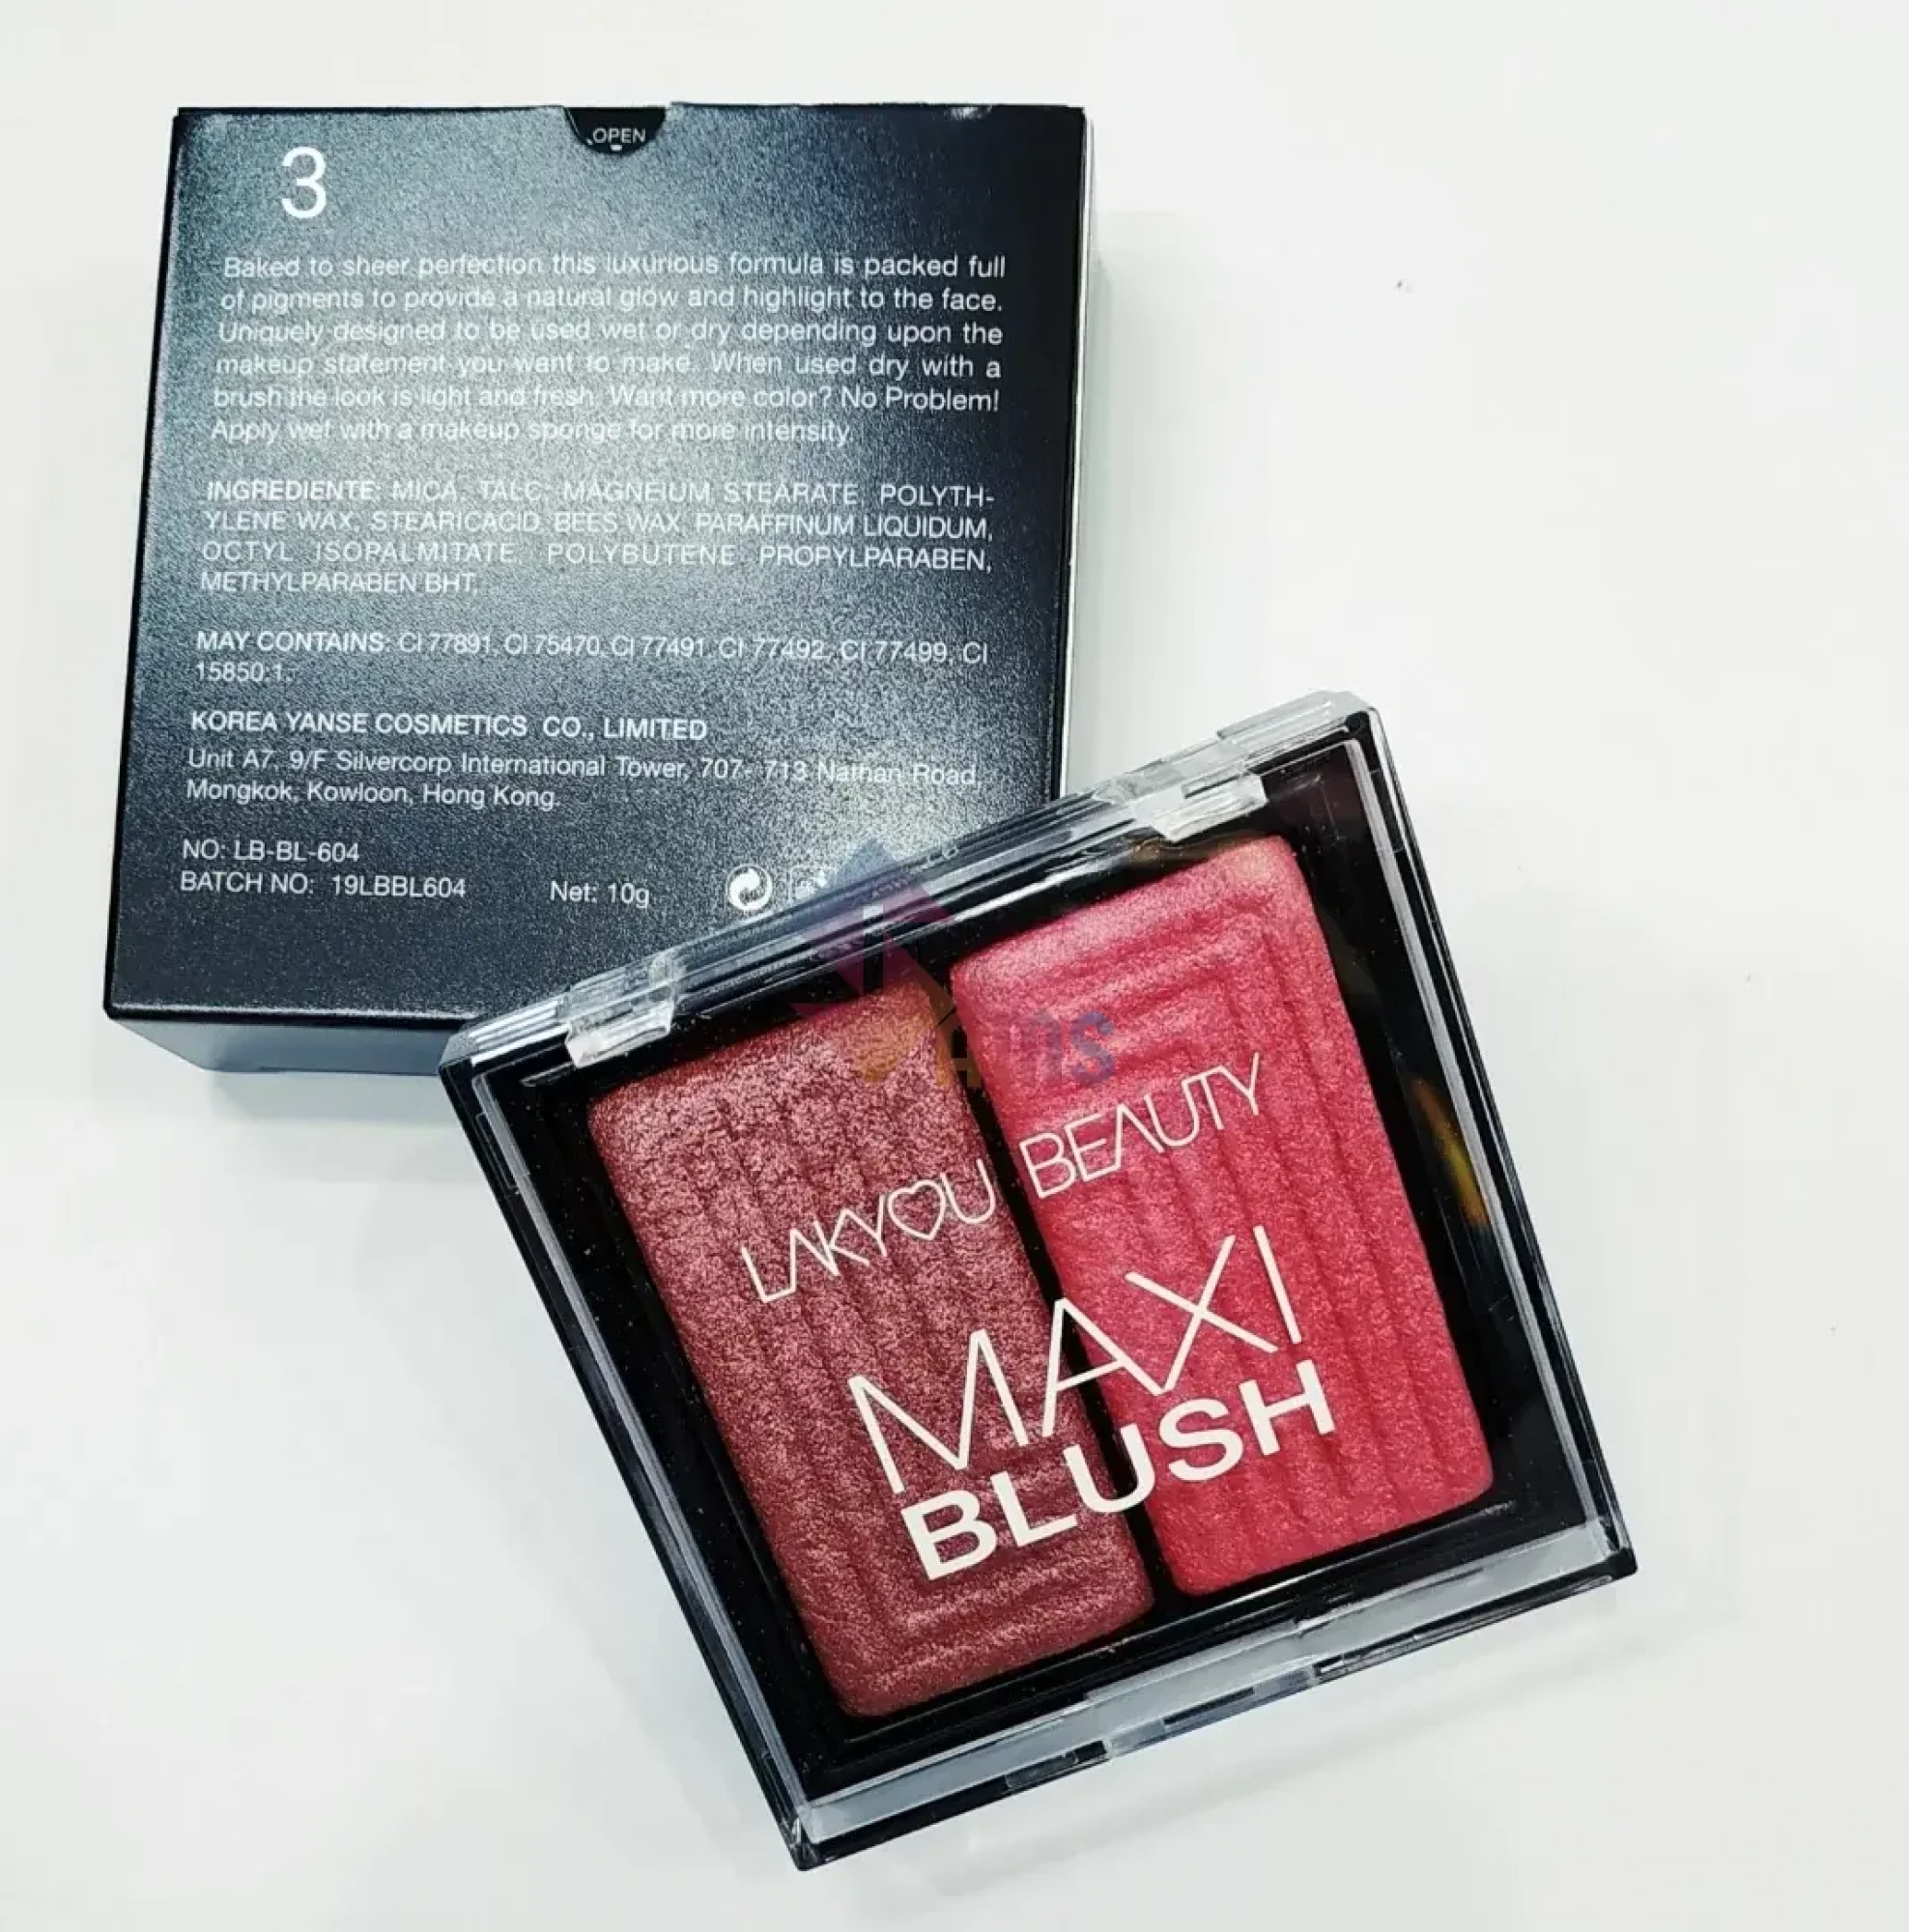 OPEN
3
Baked to sheer perfection this luxurious formula is packed full
of pigments to provide a natural glow and highlight to the face.
Uniquely designed to be used wet or dry depending upon the
makeup statement you want to make. When used dry with a
brush the look is light and fresh. Want more color? No Problem!
Apply wet with a makeup sponge for more intensity.
INGREDIENTE: MICA, TALC, MAGNEIUM STEARATE, POLYTH-
YLENE WAX, STEARICACID, BEES WAX, PARAFFINUM LIQUIDUM,
OCTYL ISOPALMITATE, POLYBUTENE PROPYLPARABEN,
METHYLPARABEN BHT,
MAY CONTAINS: CI 77891, CI 75470, CI 77491, CI 77492, CI 77499, CI
15850:1.
KOREA YANSE COSMETICS CO., LIMITED
Unit A7, 9/F Silvercorp International Tower, 707- 713 Nathan Road,
Mongkok, Kowloon, Hong Kong.
NO: LB-BL-604
BATCH NO: 19LBBL604 Net: 10g
LAKYOU BEAUTY
MAXI
BLUSH